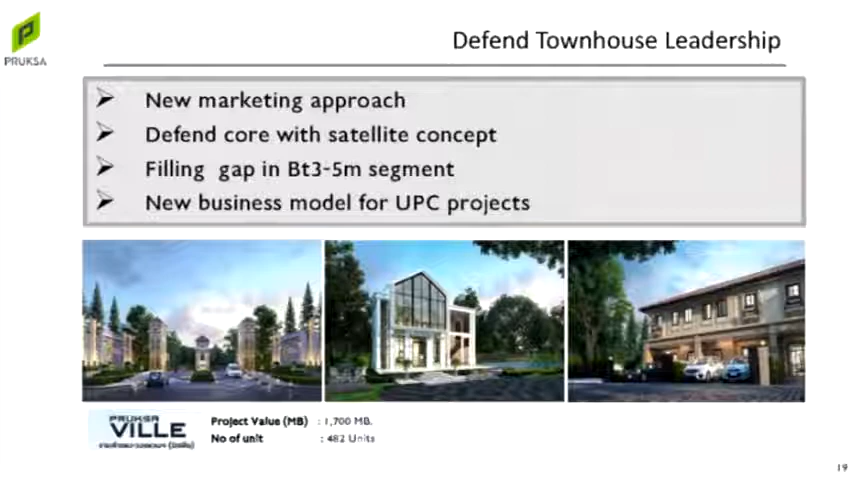 PRUKSA
Defend Townhouse Leadership
New marketing approach
Defend core with satellite concept
Filling gap in Bt3-5m segment
New business model for UPC projects
PRUKSA
VILLE
Project Value (MB) : 1,700 MB.
No of unit : 482 Units
19